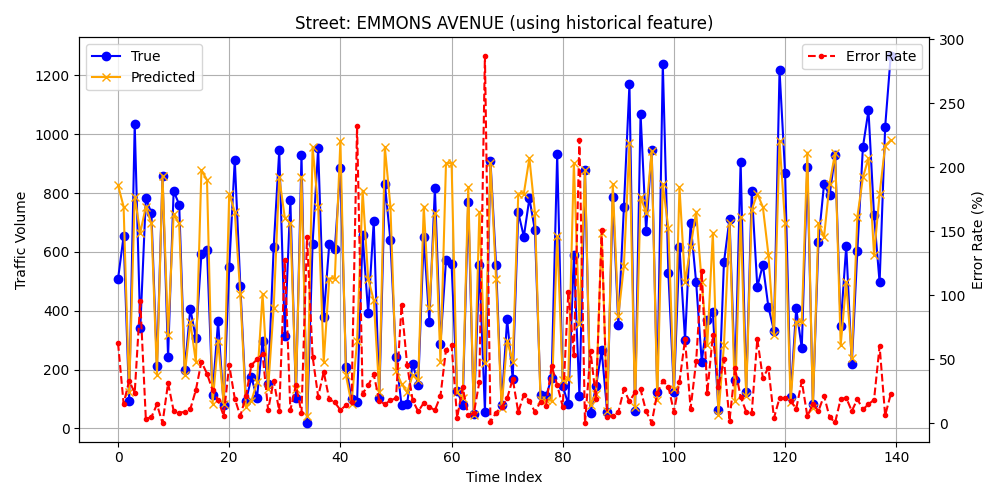 Street: EMMONS AVENUE (using historical feature)
True
Predicted
Error Rate
Traffic Volume
Error Rate (%)
1200
1000
800
600
400
200
0
300
250
200
150
100
50
0
0 20 40 60 80 100 120 140
Time Index